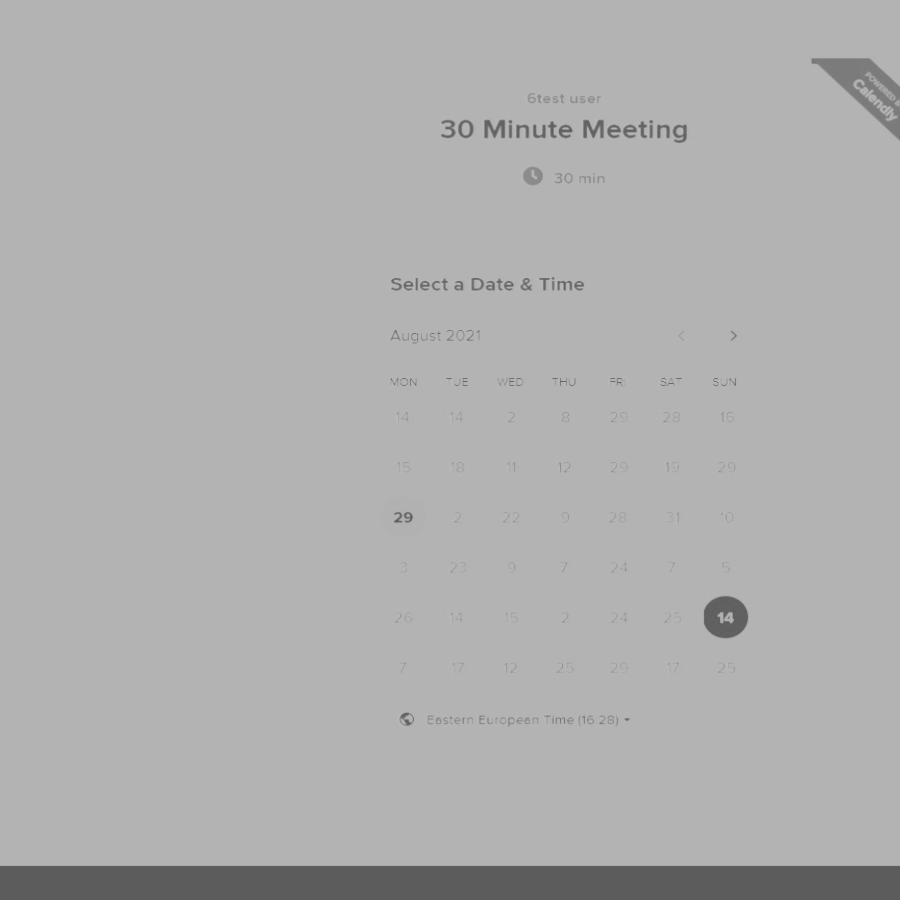 6test user
30 Minute Meeting
30 min
POWERED B
Calendly
Select a Date & Time
August 2021
MON TUE WED THU FRI SAT SUN
14 14 2 8 29 28 16
15 18 11 12 29 19 29
29 2 22 9 28 31 10
3 23 9 7 24 7 5
26 14 15 2 24 25 14
7 17 12 25 29 17 25
Eastern European Time (16:28)